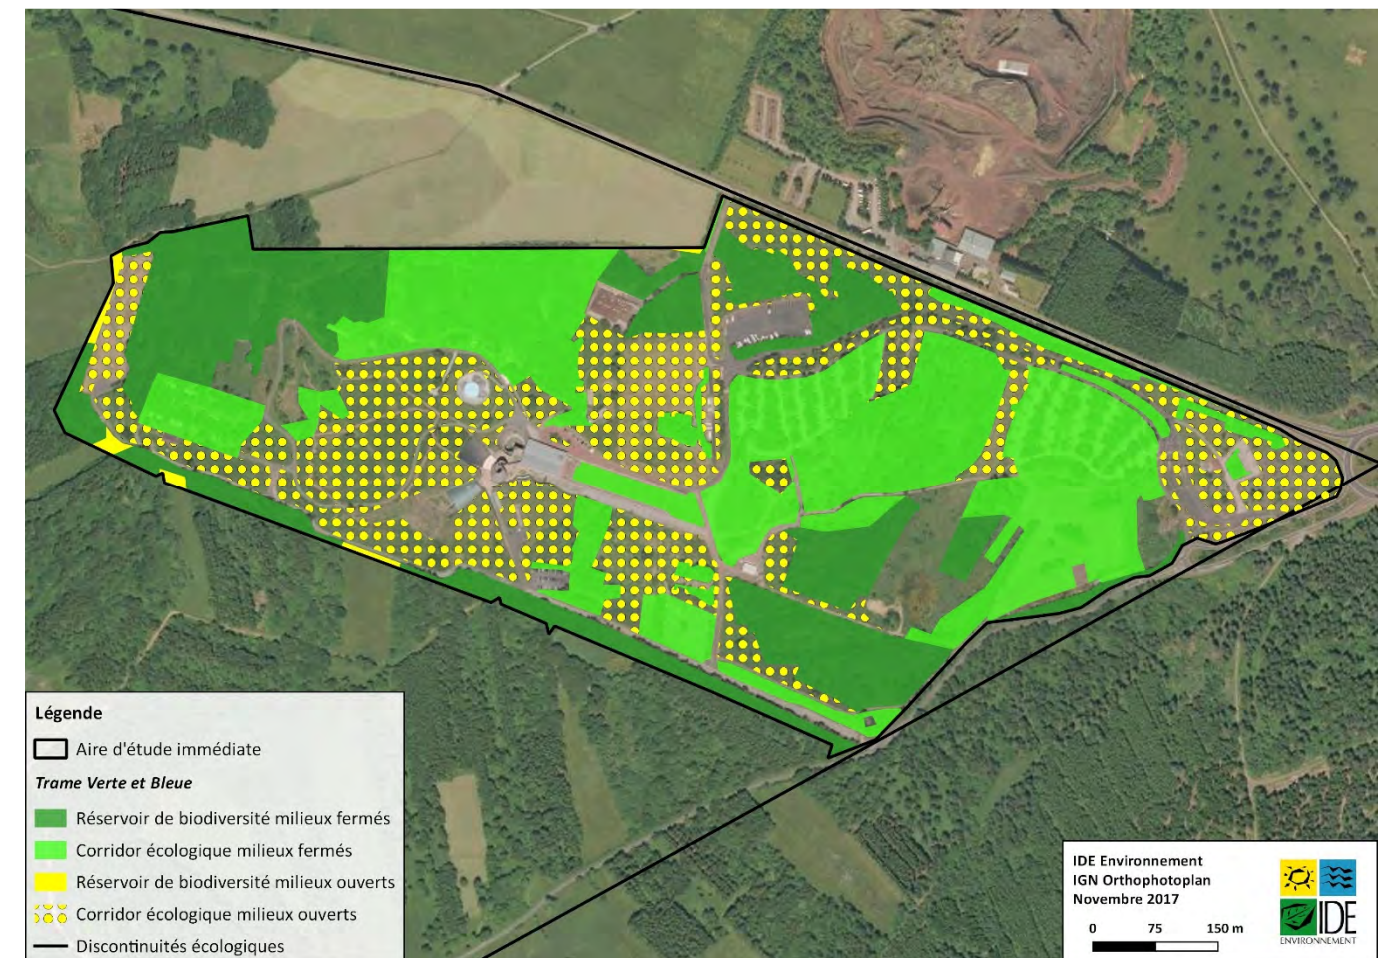 Légende
Aire d'étude immédiate
Trame Verte et Bleue
Réservoir de biodiversité milieux fermés
Corridor écologique milieux fermés
Réservoir de biodiversité milieux ouverts
Corridor écologique milieux ouverts
Discontinuités écologiques
IDE Environnement
IGN Orthophotoplan
Novembre 2017
0 75 150 m
IDE
ENVIRONNEMENT